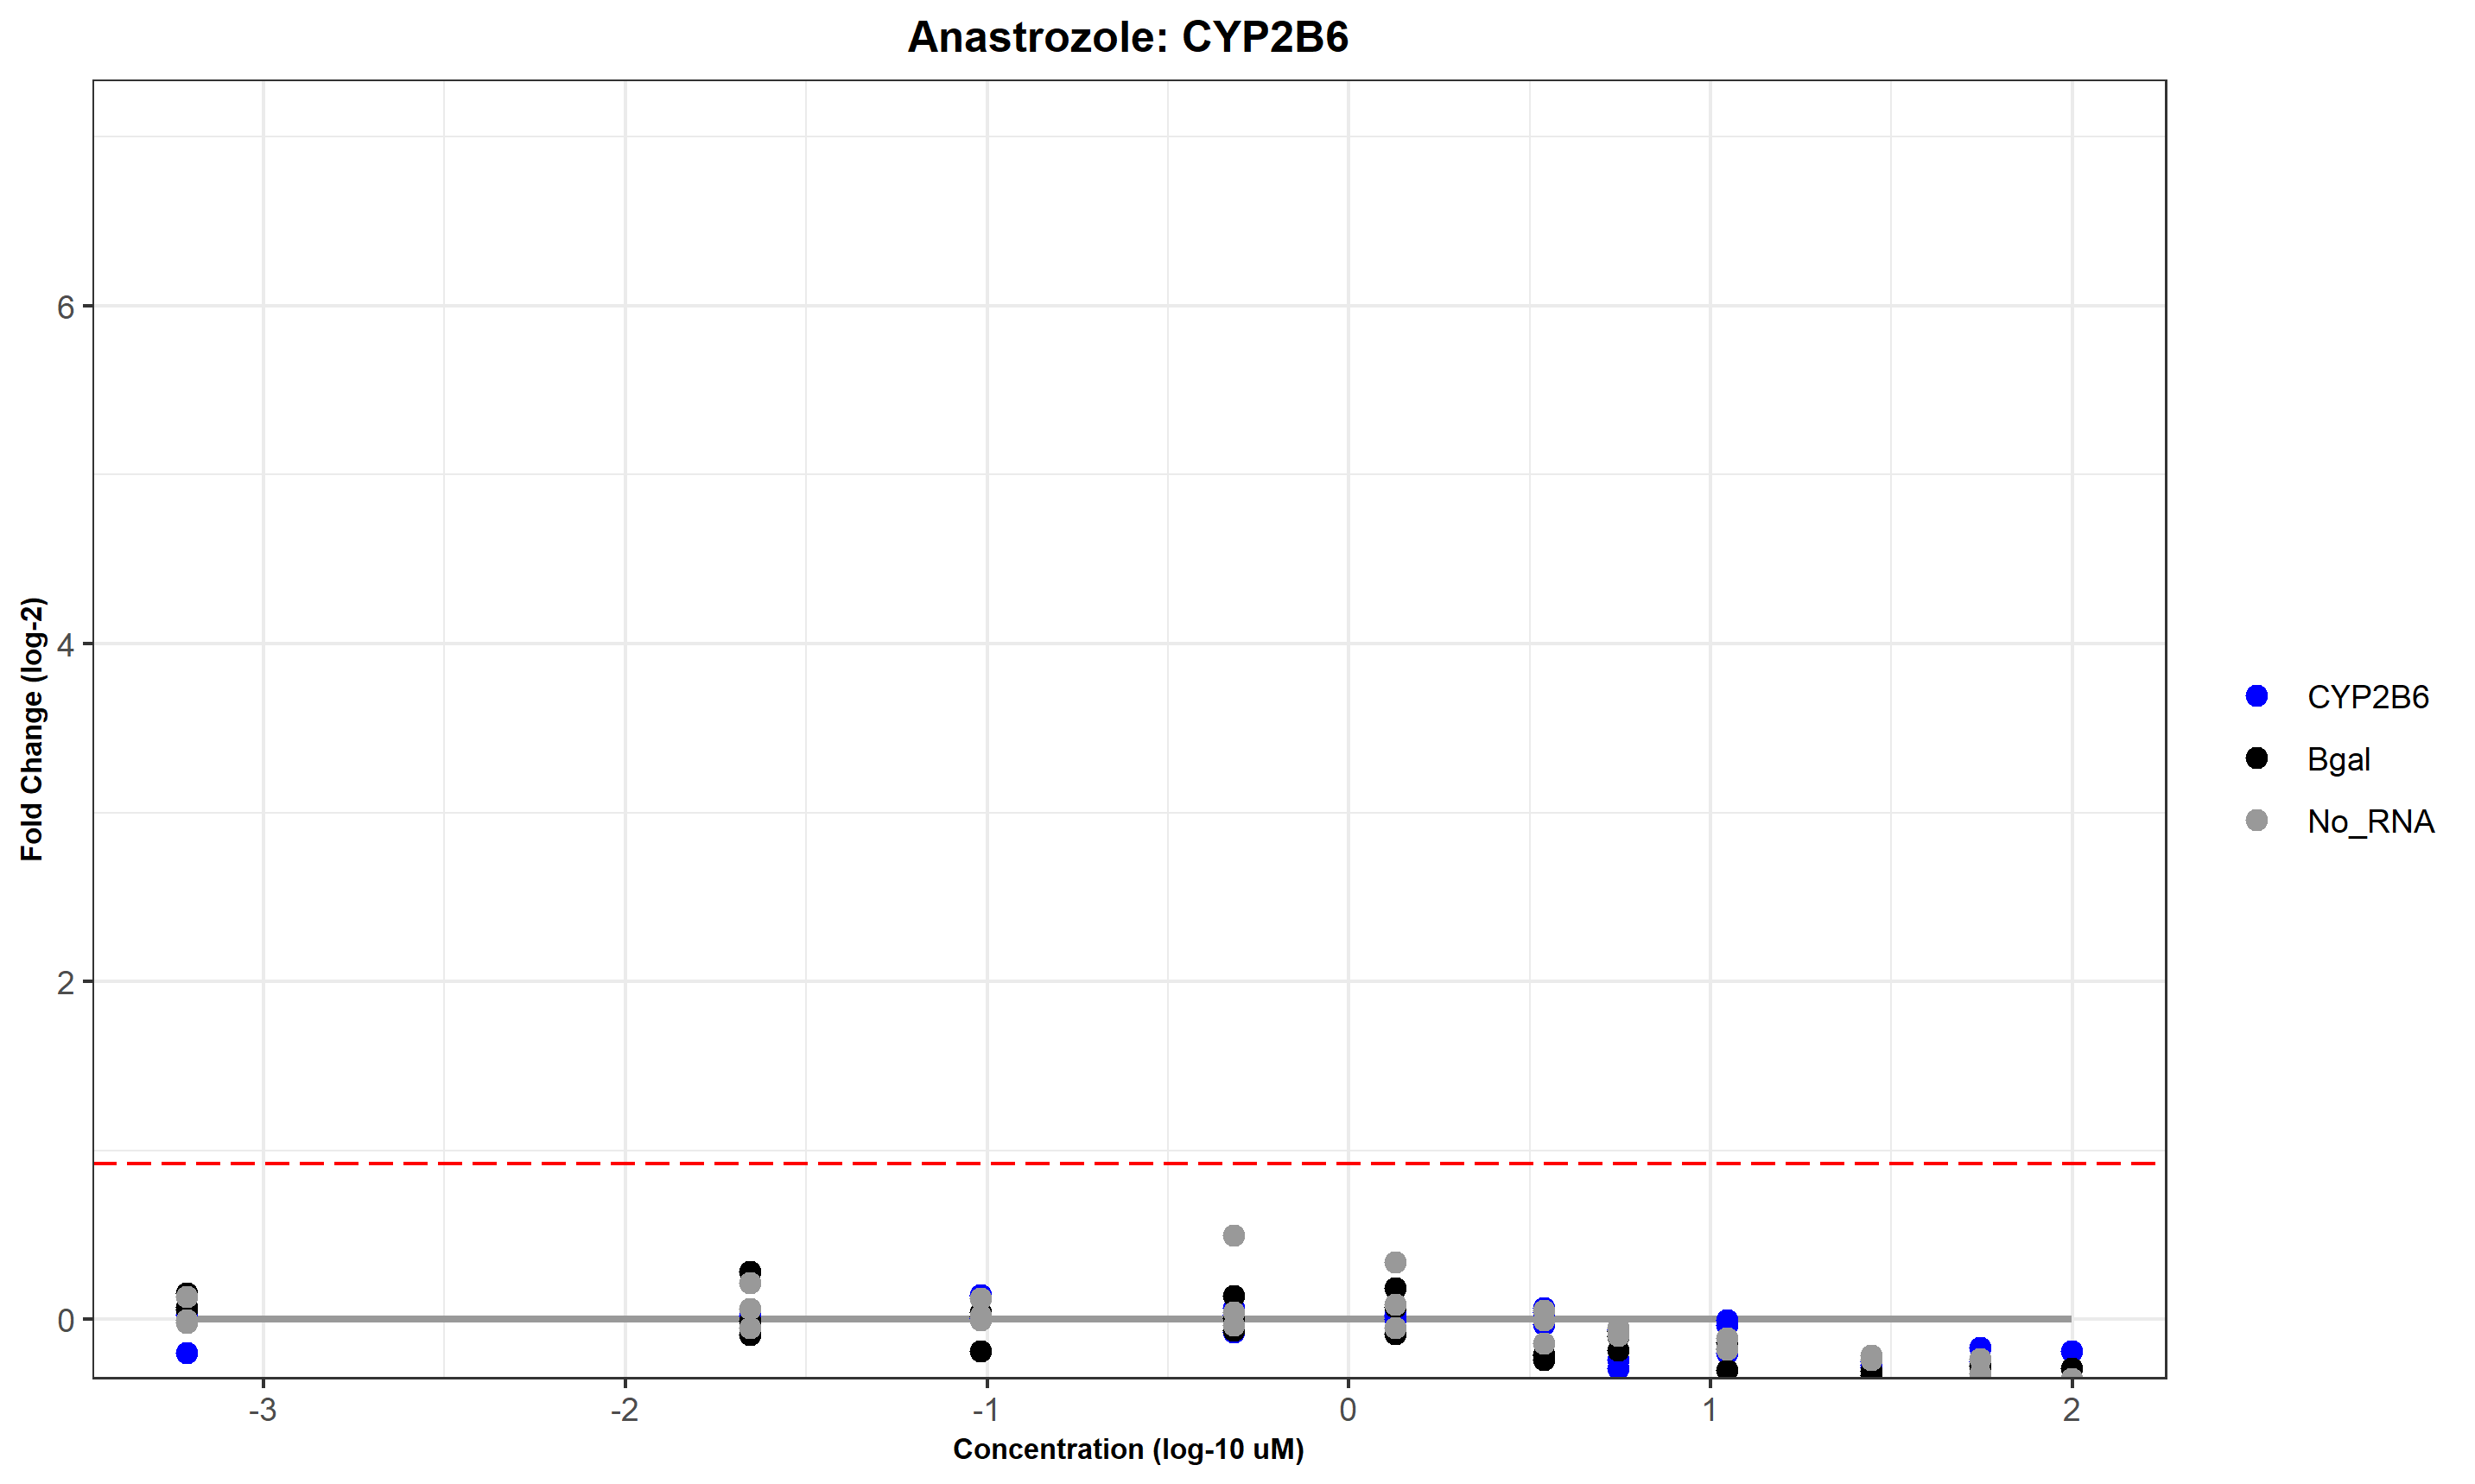 Anastrozole: CYP2B6
Fold Change (log-2)
6
4
2
0
-3
-2
-1
0
1
2
Concentration (log-10 uM)
CYP2B6
Bgal
No_RNA